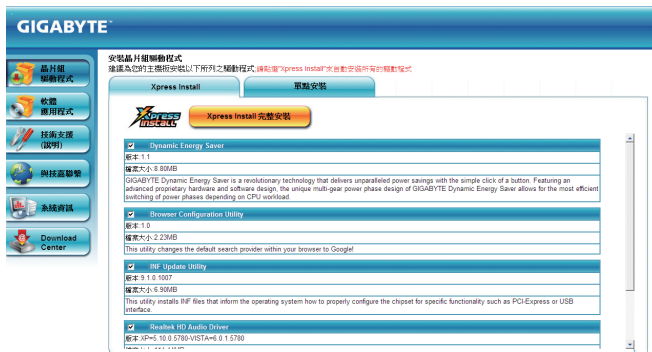 GIGABYTE
安裝晶片組驅動程式
建議為您的主機板安裝以下所列之驅動程式,請點選"Xpress Install"來自動安裝所有的驅動程式
晶片組
驅動程式
軟體
應用程式
技術支援
(說明)
與技嘉聯繫
系統資訊
Download
Center
Xpress Install
單點安裝
Xpress
Install
Xpress Install 完整安裝
Dynamic Energy Saver
版本:1.1
檔案大小:8.80MB
GIGABYTE Dynamic Energy Saver is a revolutionary technology that delivers unparalleled power savings with the simple click of a button. Featuring an
advanced proprietary hardware and software design, the unique multi-gear power phase design of GIGABYTE Dynamic Energy Saver allows for the most efficient
switching of power phases depending on CPU workload.
Browser Configuration Utility
版本:1.0
檔案大小:2.23MB
This utility changes the default search provider within your browser to Google!
INF Update Utility
版本:9.1.0.1007
檔案大小:6.90MB
This utility installs INF files that inform the operating system how to properly configure the chipset for specific functionality such as PCI-Express or USB
interface.
Realtek HD Audio Driver
版本:XP=5.10.0.5780-VISTA=6.0.1.5780